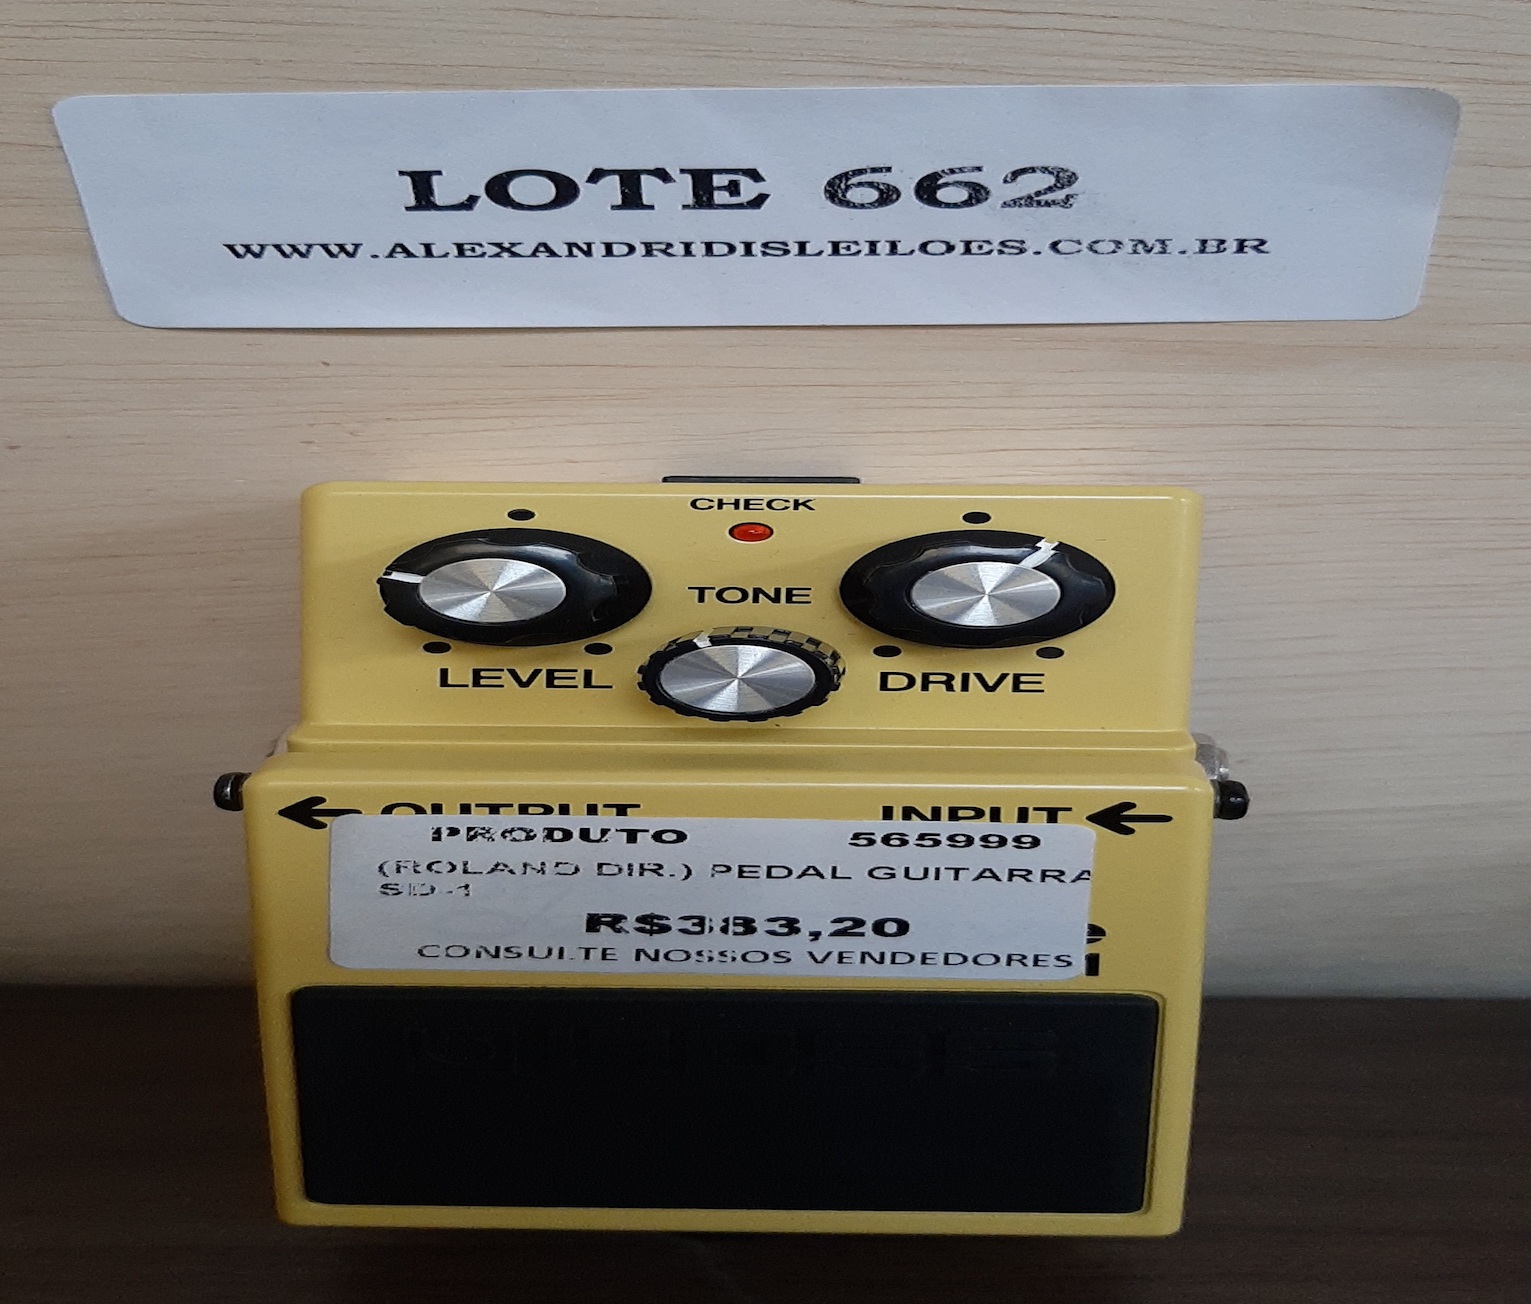 LOTE 662
WWW.ALEXANDRIDISLEILOES.COM.BR
CHECK
TONE
LEVEL
DRIVE
OUTPUT
INPUT
PRODUTO 565999
(ROLAND DIR.) PEDAL GUITARRA
SD-1
R$383,20
CONSULTE NOSSOS VENDEDORES